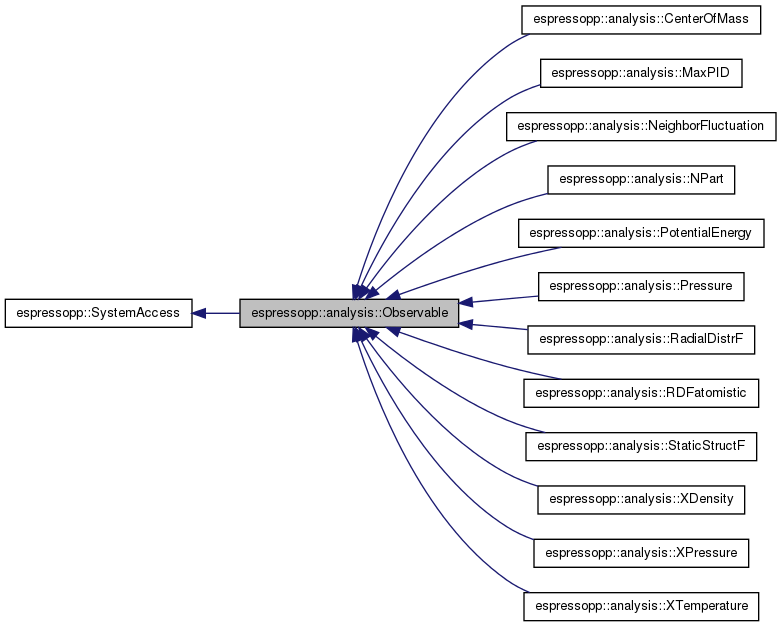 espressopp::SystemAccess
espressopp::analysis::Observable
espressopp::analysis::CenterOfMass
espressopp::analysis::MaxPID
espressopp::analysis::NeighborFluctuation
espressopp::analysis::NPart
espressopp::analysis::PotentialEnergy
espressopp::analysis::Pressure
espressopp::analysis::RadialDistrF
espressopp::analysis::RDFatomistic
espressopp::analysis::StaticStructF
espressopp::analysis::XDensity
espressopp::analysis::XPressure
espressopp::analysis::XTemperature